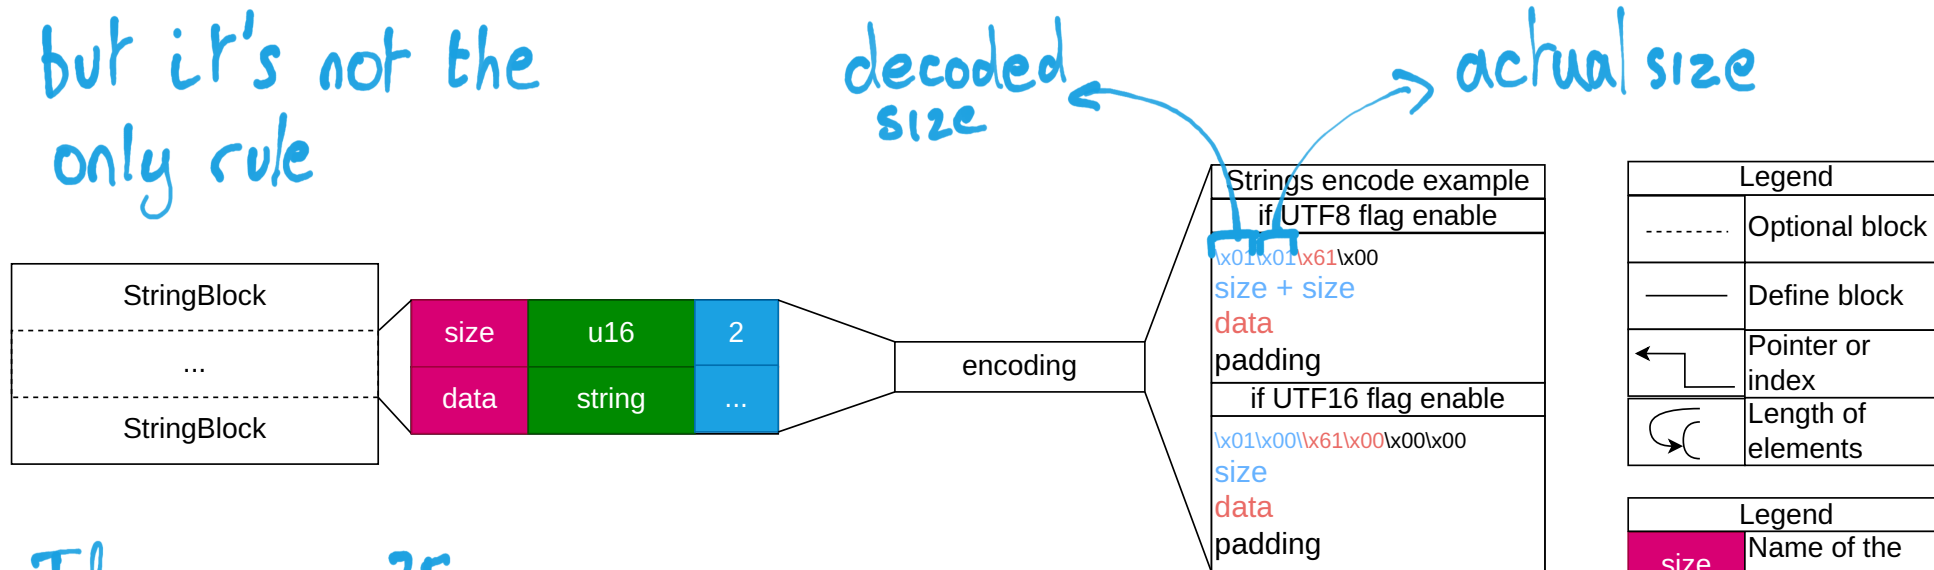 but it's not the
only rule
decoded
size
actual size
Strings encode example
if UTF8 flag enable
\x01\x01\x61\x00
size + size
data
padding
if UTF16 flag enable
\x01\x00\\x61\x00\x00\x00
size
data
padding
StringBlock
...
StringBlock
size u16 2
data string ...
encoding
Legend
Optional block
Define block
Pointer or
index
Length of
elements
Legend
size
Name of the